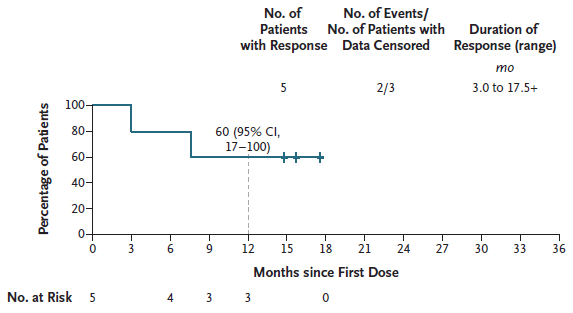 No. of Patients with Response
No. of Events/ No. of Patients with Data Censored
Duration of Response (range)
mo
5 2/3 3.0 to 17.5+
Percentage of Patients
100
80
60
40
20
0
60 (95% CI,
17–100)
0 3 6 9 12 15 18 21 24 27 30 33 36
Months since First Dose
No. at Risk 5 4 3 3 0